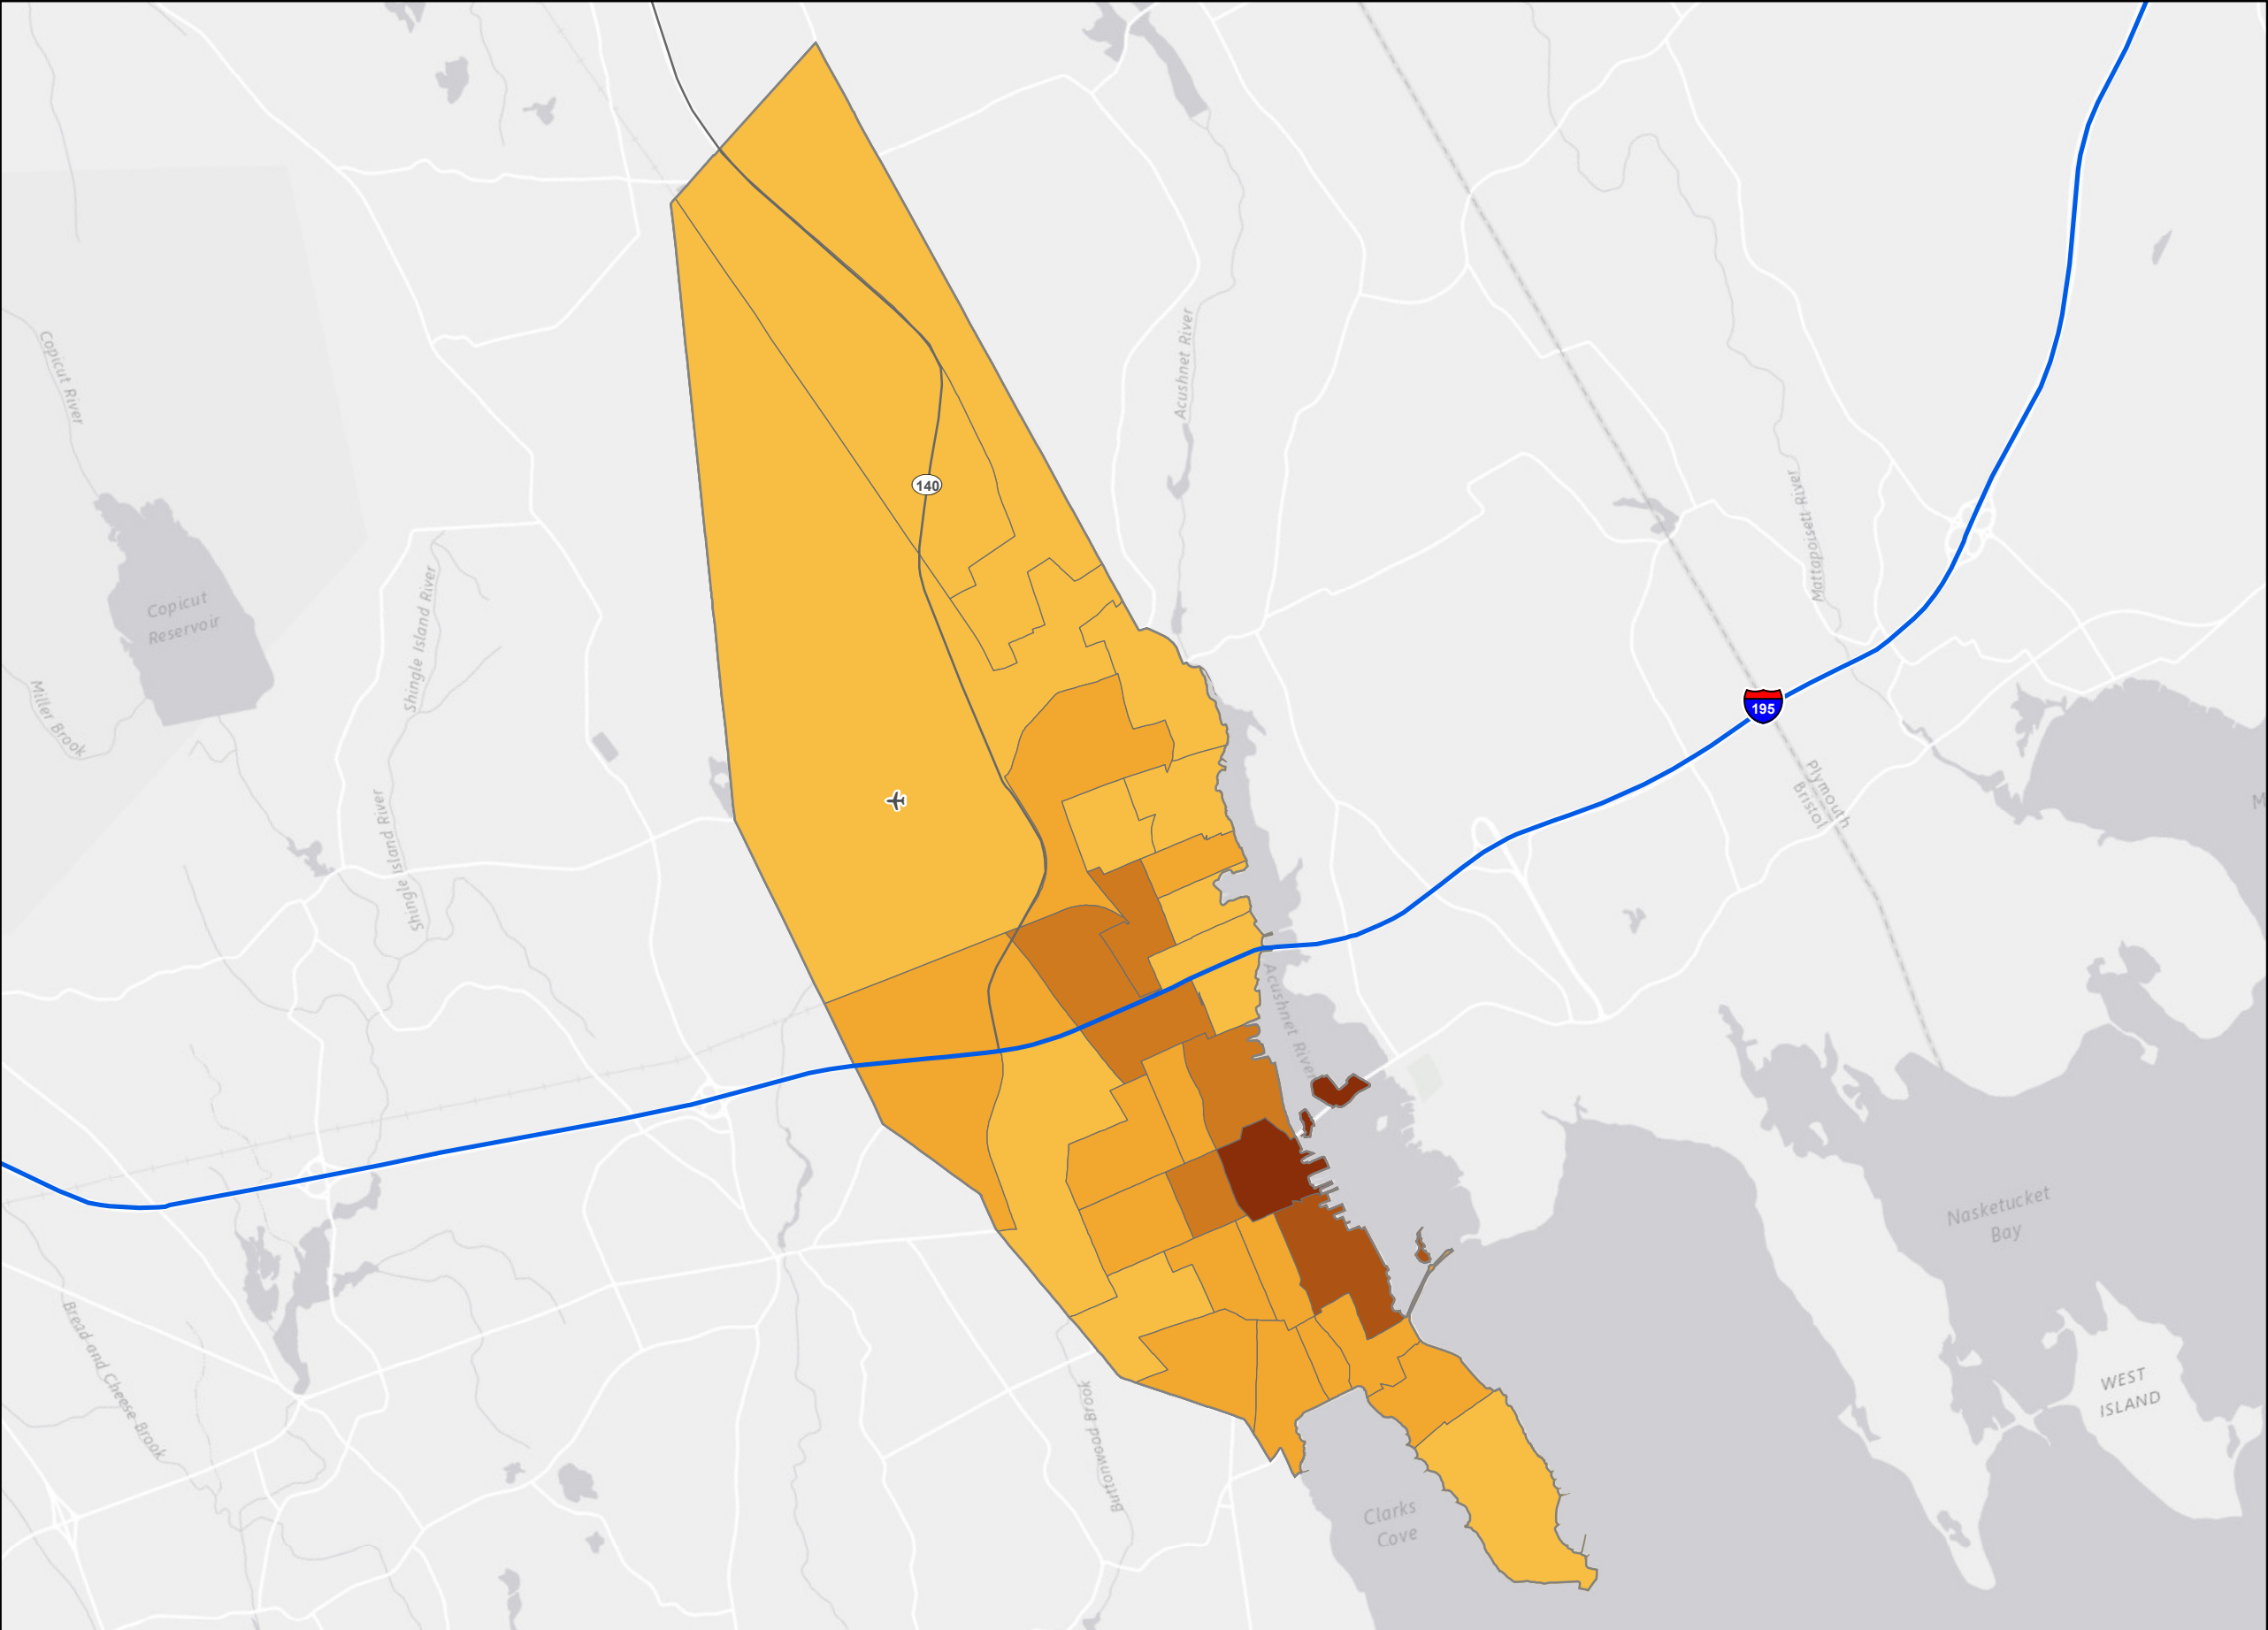 Copicut River
Acushnet River
140
Mattapoisett River
Copicut
Reservoir
Shingle Island River
Miller Brook
195
Plymouth
Bristol
Shingle Island River
M
Acushnet River
Nasketucket
Bay
Bread and Cheese Brook
WEST
ISLAND
Buttonwood Brook
Clarks
Cove